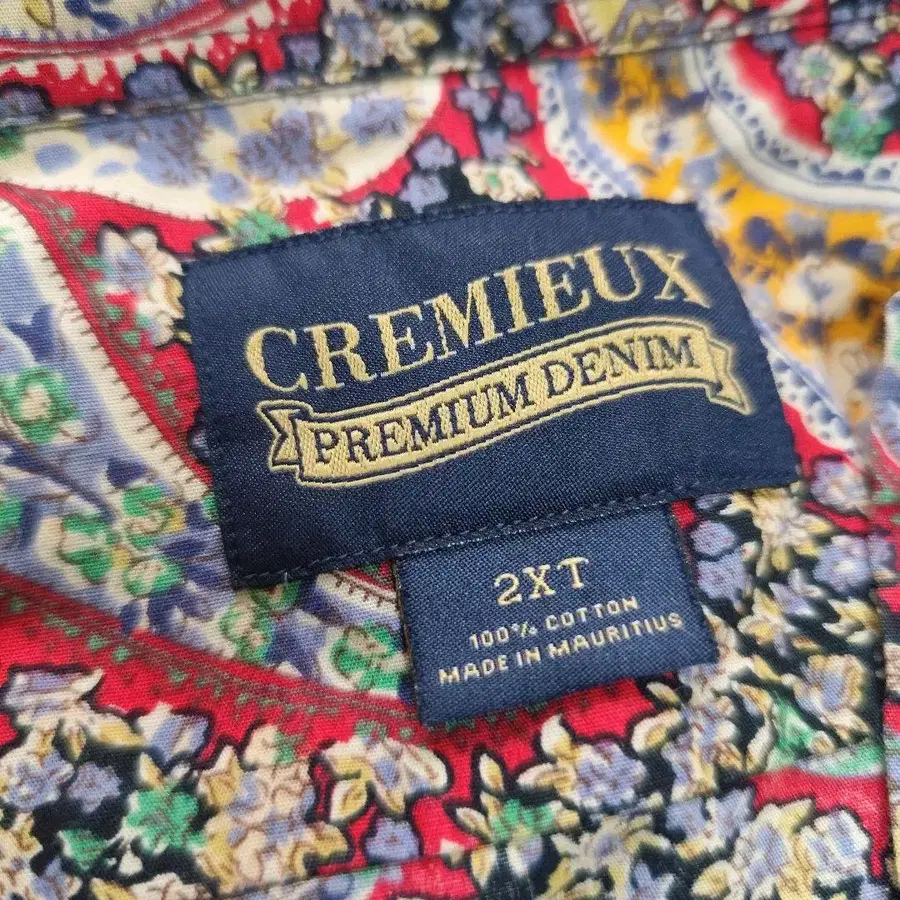 CREMIEUX
PREMIUM DENIM
2XT
100% COTTON
MADE IN MAURITIUS